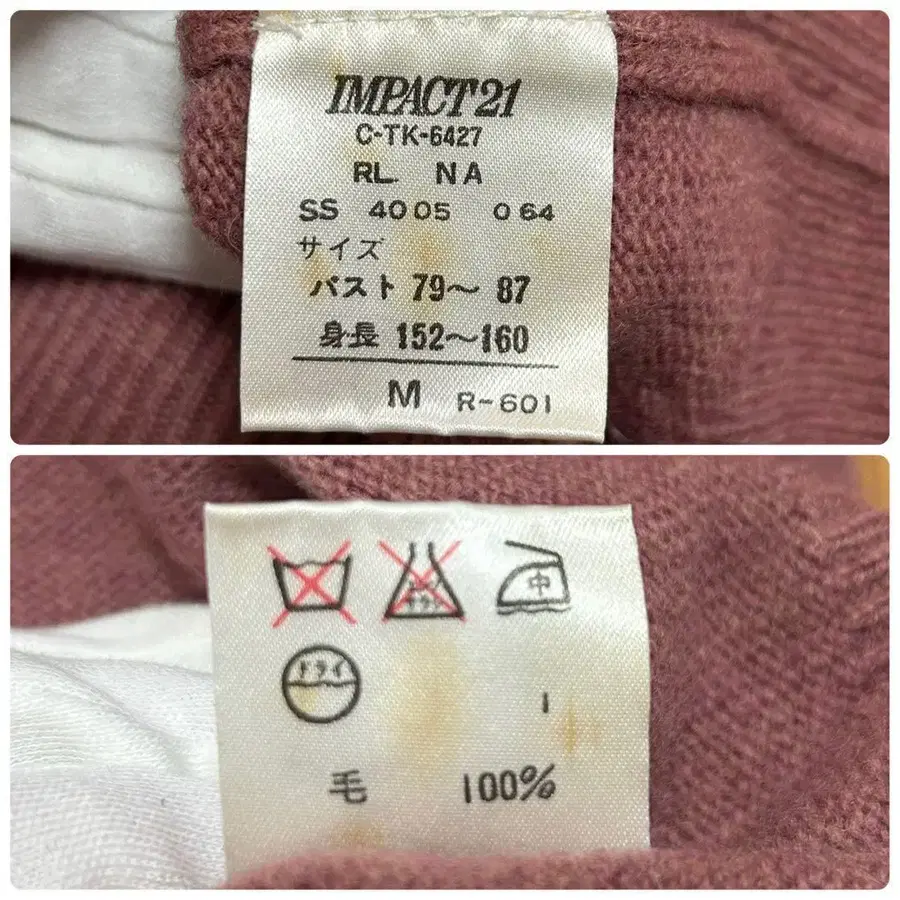 IMPACT21
C-TK-6427
RL NA
SS 4005 064
サイズ
バスト 79〜 87
身長 152〜160
M R-601
中
ドライ
1
毛 100%